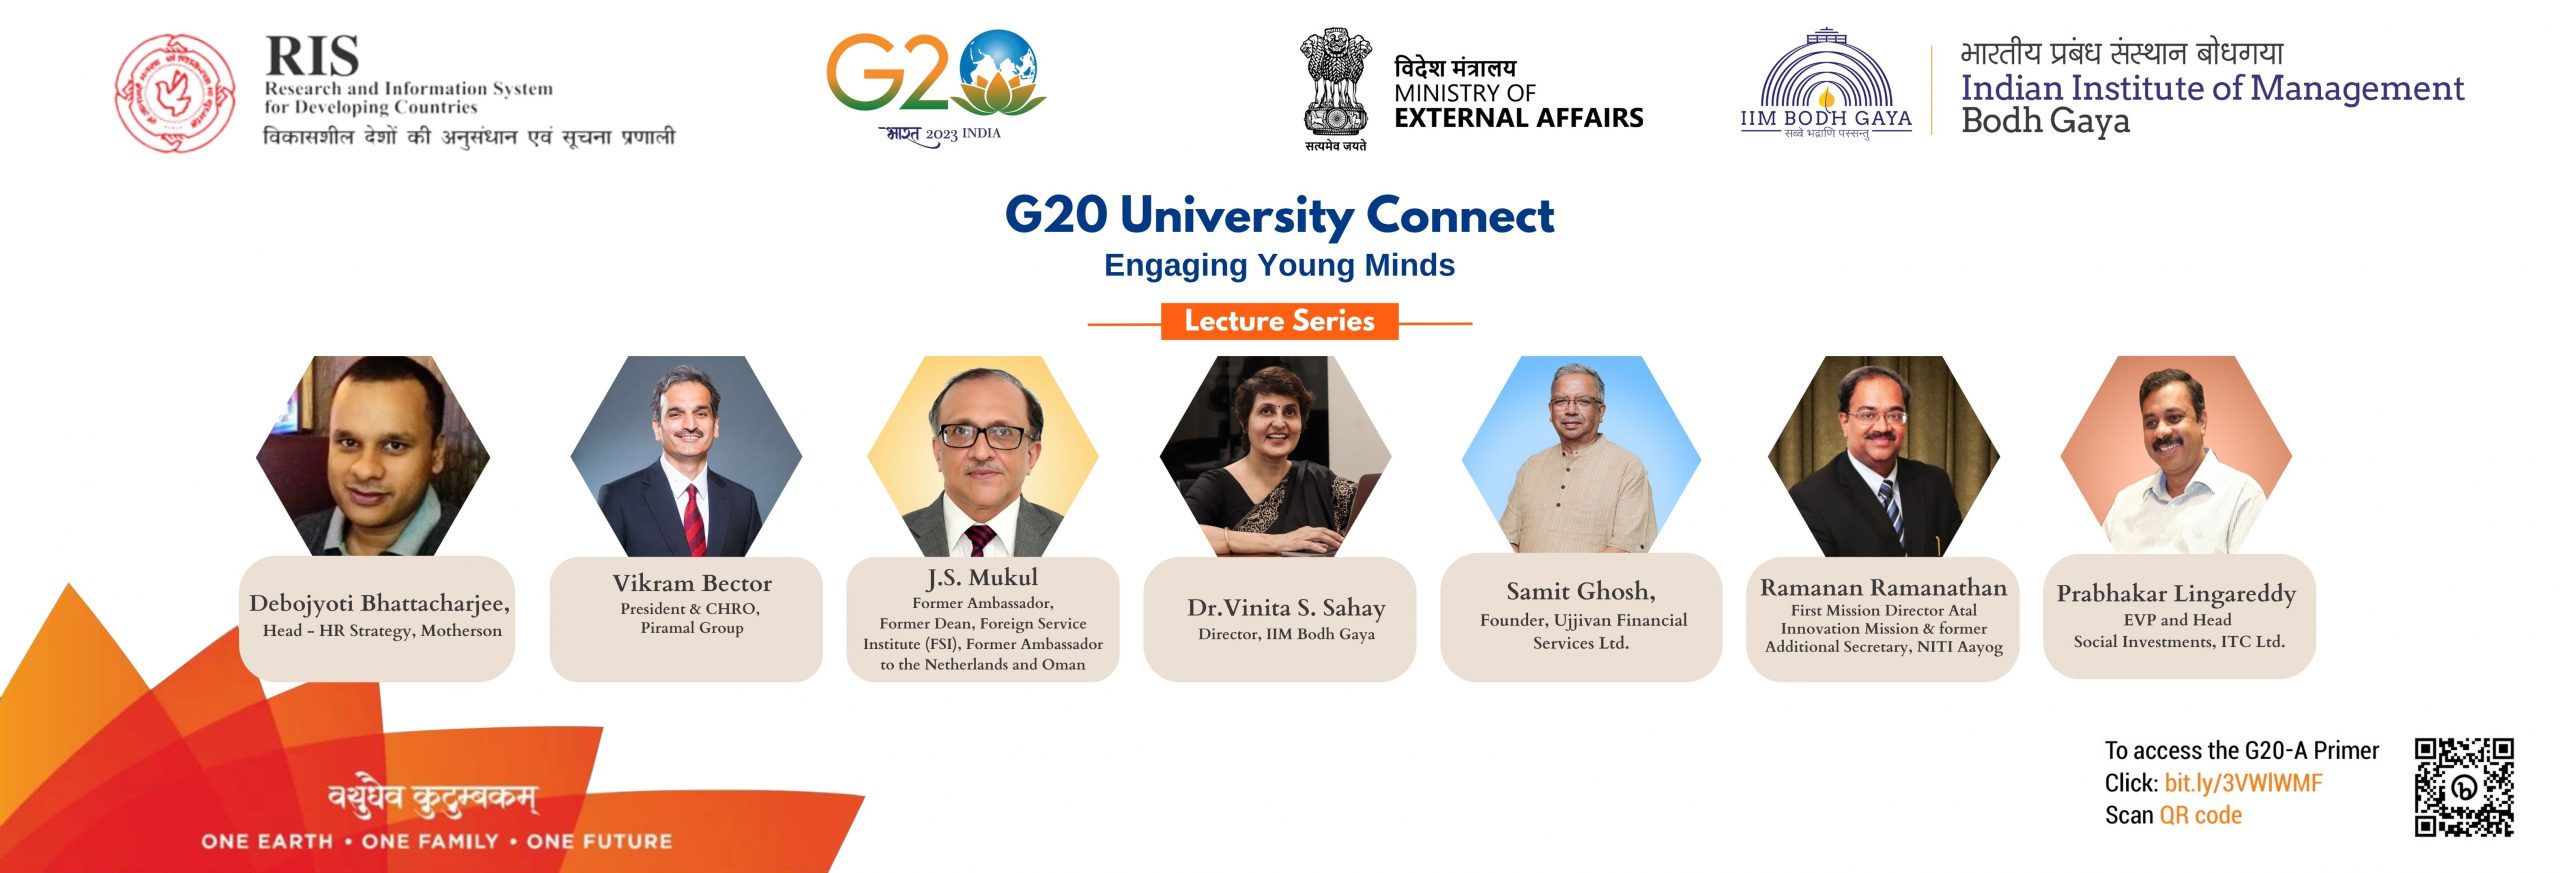 RIS
Research and Information System
for Developing Countries
विकासशील देशों की अनुसंधान एवं सूचना प्रणाली
G20
भारत 2023 INDIA
सत्यमेव जयते
विदेश मंत्रालय
MINISTRY OF
EXTERNAL AFFAIRS
IIM BODH GAYA
सब्बे भद्राणि पस्सन्तु
भारतीय प्रबंध संस्थान बोधगया
Indian Institute of Management
Bodh Gaya
G20 University Connect
Engaging Young Minds
Lecture Series
Debojyoti Bhattacharjee,
Head - HR Strategy, Motherson
Vikram Bector
President & CHRO,
Piramal Group
J.S. Mukul
Former Ambassador,
Former Dean, Foreign Service
Institute (FSI), Former Ambassador
to the Netherlands and Oman
Dr.Vinita S. Sahay
Director, IIM Bodh Gaya
Samit Ghosh,
Founder, Ujjivan Financial
Services Ltd.
Ramanan Ramanathan
First Mission Director Atal
Innovation Mission & former
Additional Secretary, NITI Aayog
Prabhakar Lingareddy
EVP and Head
Social Investments, ITC Ltd.
वसुधैव कुटुम्बकम्
ONE EARTH • ONE FAMILY • ONE FUTURE
To access the G20-A Primer
Click: bit.ly/3VWlWMF
Scan QR code